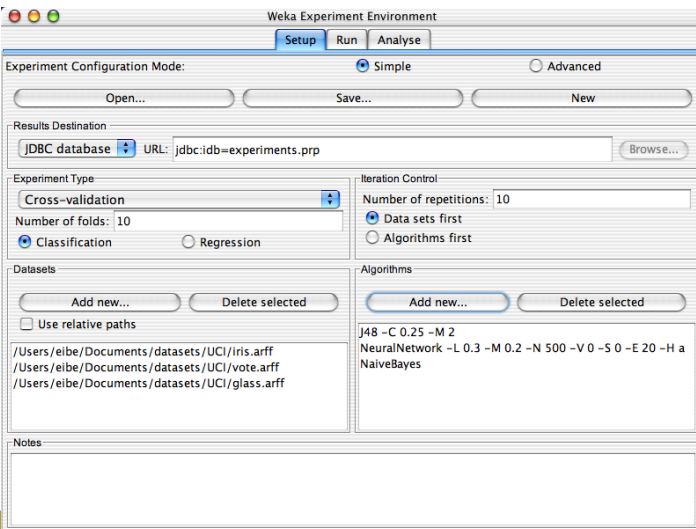 Weka Experiment Environment
Setup Run Analyse
Experiment Configuration Mode: Simple Advanced
Open... Save... New
Results Destination
JDBC database URL: jdbc:idb=experiments.prp Browse...
Experiment Type
Cross-validation
Number of folds: 10
Classification Regression
Iteration Control
Number of repetitions: 10
Data sets first
Algorithms first
Datasets
Add new... Delete selected
Use relative paths
/Users/eibe/Documents/datasets/UCI/iris.arff
/Users/eibe/Documents/datasets/UCI/vote.arff
/Users/eibe/Documents/datasets/UCI/glass.arff
Algorithms
Add new... Delete selected
J48 -C 0.25 -M 2
NeuralNetwork -L 0.3 -M 0.2 -N 500 -V 0 -S 0 -E 20 -H a
NaiveBayes
Notes